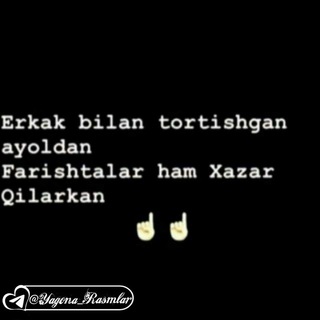 Erkak bilan tortishgan
ayoldan
Farishtalar ham Xazar
Qilarkan
☝☝
@Yagona_Rasmlar